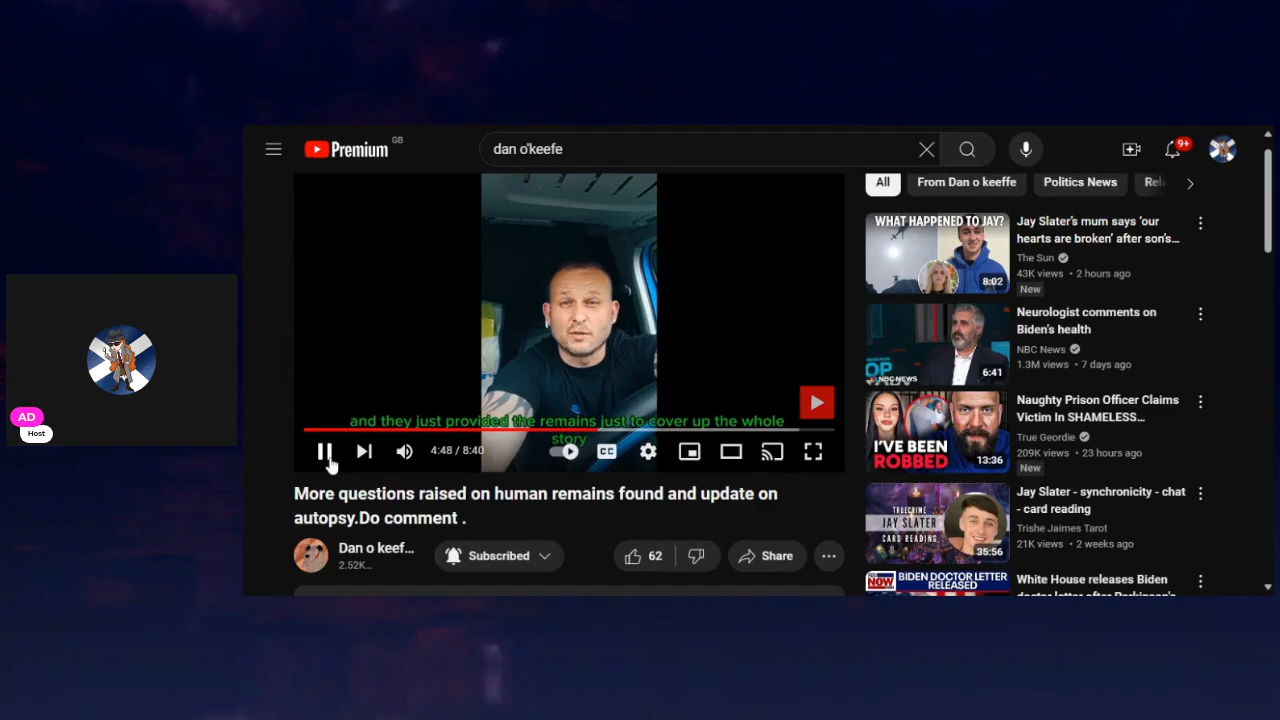 Premium GB
dan o'keefe
9+
All
From Dan o keeffe
Politics News
WHAT HAPPENED TO JAY?
8:02
Jay Slater's mum says 'our
hearts are broken' after son's...
The Sun
43K views • 2 hours ago
New
NBC NEWS
6:41
Neurologist comments on
Biden's health
NBC News
1.3M views • 7 days ago
I'VE BEEN
ROBBED
13:36
Naughty Prison Officer Claims
Victim In SHAMELESS...
True Geordie
209K views • 23 hours ago
New
TRUECRIME
JAY SLATER
CARD READING
35:56
Jay Slater - synchronicity - chat
- card reading
Trishe Jaimes Tarot
21K views • 2 weeks ago
NOW
BIDEN DOCTOR LETTER
RELEASED
White House releases Biden
AD
Host
and they just provided the remains just to cover up the whole
story
4:48 / 8:40
CC
More questions raised on human remains found and update on
autopsy.Do comment .
Dan o keef...
2.52K...
Subscribed
62
Share